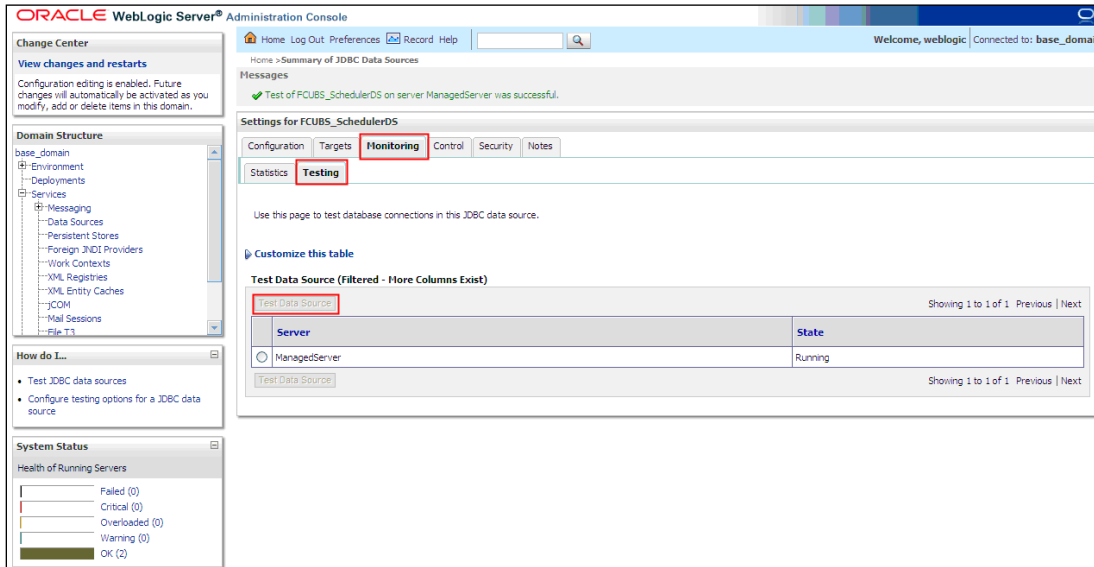 ORACLE WebLogic Server® Administration Console
Change Center
View changes and restarts
Configuration editing is enabled. Future
changes will automatically be activated as you
modify, add or delete items in this domain.
Domain Structure
base_domain
Environment
Deployments
Services
Messaging
Data Sources
Persistent Stores
Foreign JNDI Providers
Work Contexts
XML Registries
XML Entity Caches
jCOM
Mail Sessions
File T3
How do I...
Test JDBC data sources
Configure testing options for a JDBC data
source
System Status
Health of Running Servers
Failed (0)
Critical (0)
Overloaded (0)
Warning (0)
OK (2)
Home Log Out Preferences Record Help
Welcome, weblogic Connected to: base_domai
Home >Summary of JDBC Data Sources
Messages
Test of FCUBS_SchedulerDS on server ManagedServer was successful.
Settings for FCUBS_SchedulerDS
Configuration Targets Monitoring Control Security Notes
Statistics Testing
Use this page to test database connections in this JDBC data source.
Customize this table
Test Data Source (Filtered - More Columns Exist)
Test Data Source Showing 1 to 1 of 1 Previous | Next
Server State
ManagedServer Running
Test Data Source Showing 1 to 1 of 1 Previous | Next